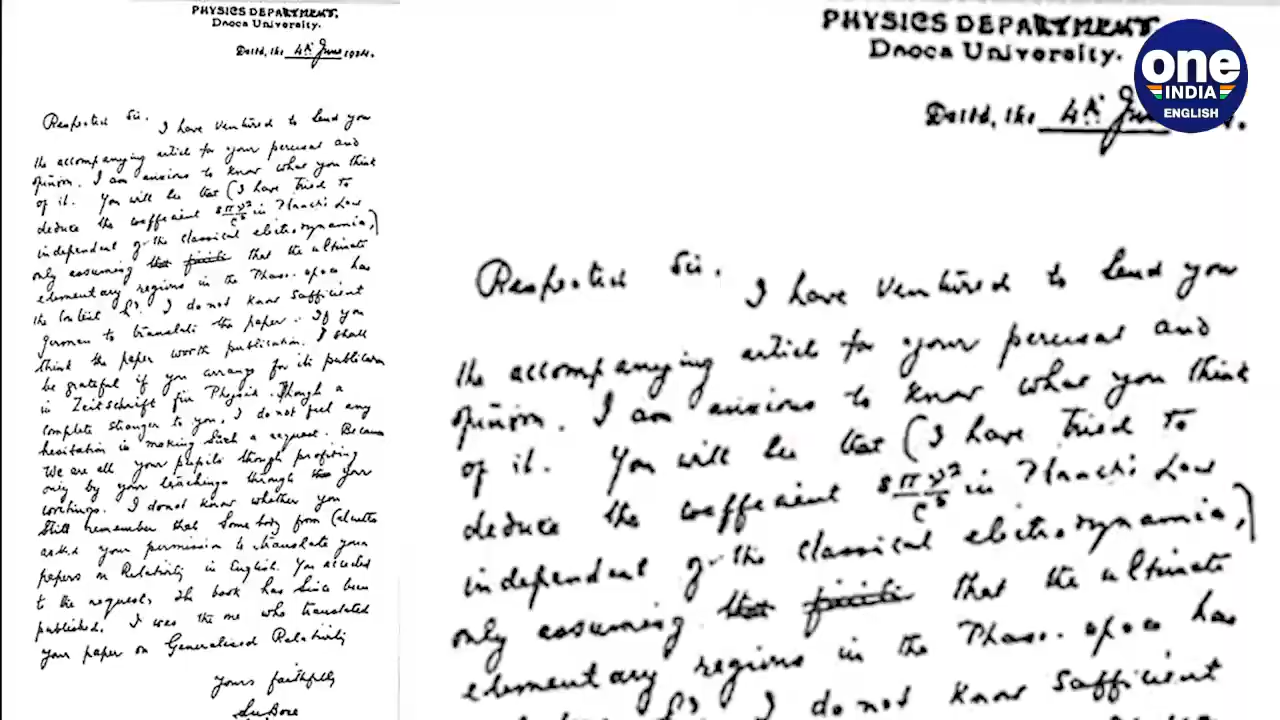 PHYSICS DEPARTMENT.
Dacca University.
Dated, the 4th June 1924.
Respected Sir. I have ventured to send you
the accompanying article for your perusal and
opinion. I am anxious to know what you think
of it. You will see that (I have tried to
deduce the coefficient 8πν²/c³ in Planck's Law
independent of the classical electrodynamics,)
only assuming that the ultimate
elementary regions in the Phase-space has
the content h³. I do not know sufficient
german to translate the paper. If you
think the paper worth publication. I shall
be grateful if you arrange for its publication
in Zeitschrift für Physik. Though a
complete stranger to you, I do not feel any
hesitation in making such a request. Because
We are all your pupils though profiting
only by your teachings through your
writings. I donot know whether you
Still remember that Somebody from Calcutta
asked your permission to translate your
papers on Relativity in English. You acceeded
to the request. The book has since been
published. I was the one who translated
Your paper on Generalised Relativity
Yours faithfully
SNBose
PHYSICS DEPARTMENT
Dacca University.
Dated, the 4th
Respected Sir. I have ventured to send you
the accompanying article for your perusal and
opinion. I am anxious to know what you think
of it. You will see that (I have tried to
deduce the coefficient 8πν²/c³ in Planck's Law
independent of the classical electrodynamics,)
only assuming that the ultimate
elementary regions in the Phase-space has
h³. I do not know sufficient
one
INDIA
ENGLISH